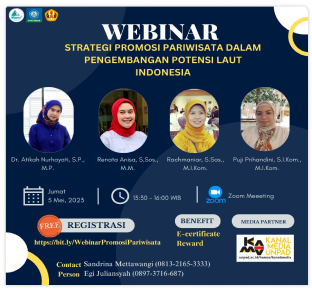 WEBINAR
STRATEGI PROMOSI PARIWISATA DALAM
PENGEMBANGAN POTENSI LAUT
INDONESIA
Dr. Atikah Nurhayati, S.P.,
M.P.
Renata Anisa, S.Sos.,
M.M.
Rachmaniar, S.Sos.,
M.I.Kom.
Puji Prihandini, S.I.Kom.,
M.I.Kom.
Jumat
5 Mei, 2023
13:30 - 16:00 WIB
zoom
Zoom Meeeting
FREE
REGISTRASI
https://bit.ly/WebinarPromosiPariwisata
BENEFIT
E-certificate
Reward
MEDIA PARTNER
KANAL
MEDIA
UNPAD
Contact Sandrina Mettawangi (0813-2165-3333)
Person Egi Juliansyah (0897-3716-687)